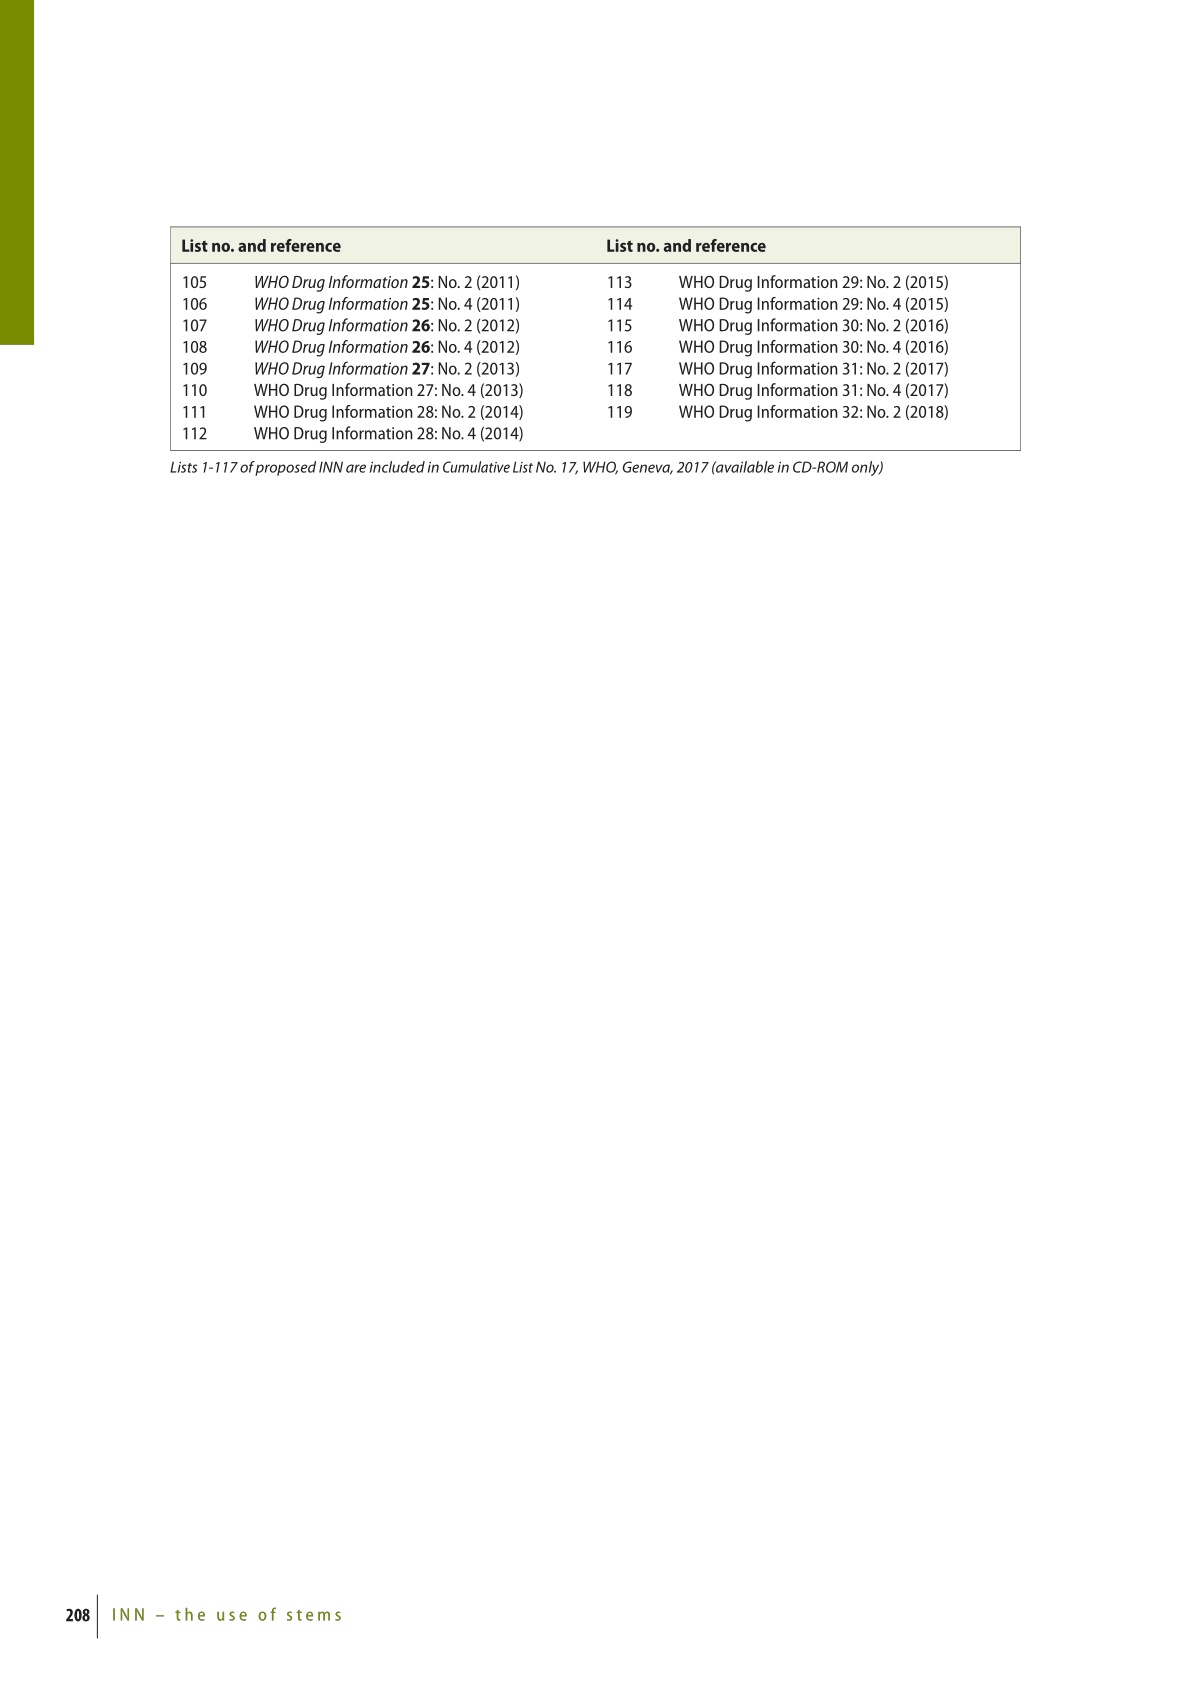 List no. and reference List no. and reference
105 WHO Drug Information 25: No. 2 (2011) 113 WHO Drug Information 29: No. 2 (2015)
106 WHO Drug Information 25: No. 4 (2011) 114 WHO Drug Information 29: No. 4 (2015)
107 WHO Drug Information 26: No. 2 (2012) 115 WHO Drug Information 30: No. 2 (2016)
108 WHO Drug Information 26: No. 4 (2012) 116 WHO Drug Information 30: No. 4 (2016)
109 WHO Drug Information 27: No. 2 (2013) 117 WHO Drug Information 31: No. 2 (2017)
110 WHO Drug Information 27: No. 4 (2013) 118 WHO Drug Information 31: No. 4 (2017)
111 WHO Drug Information 28: No. 2 (2014) 119 WHO Drug Information 32: No. 2 (2018)
112 WHO Drug Information 28: No. 4 (2014)
Lists 1-117 of proposed INN are included in Cumulative List No. 17, WHO, Geneva, 2017 (available in CD-ROM only)
208 INN – the use of stems